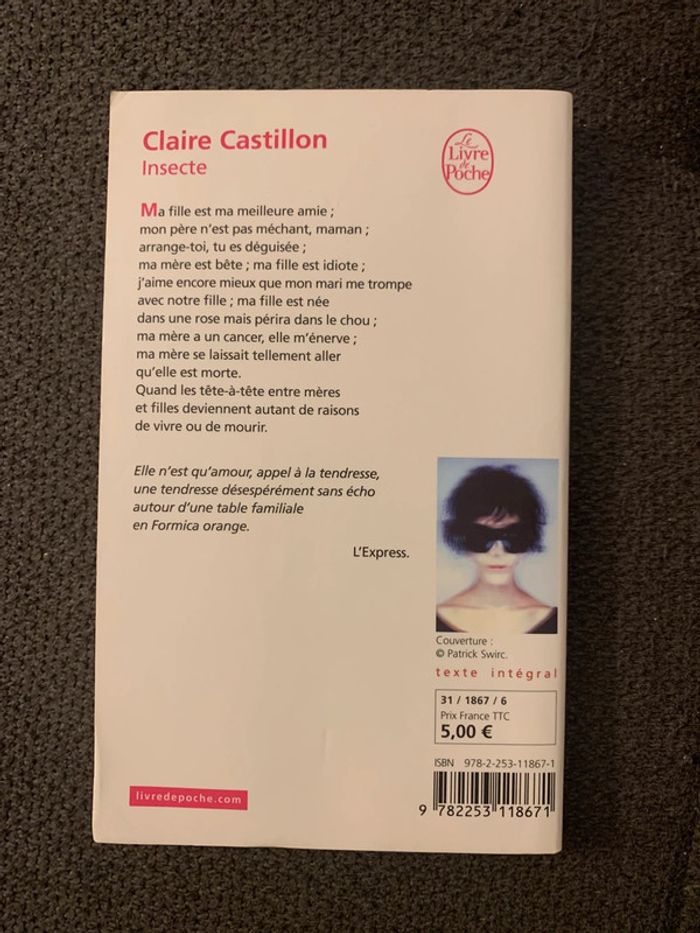 Claire Castillon
Insecte
Le
Livre
de
Poche
Ma fille est ma meilleure amie ;
mon père n'est pas méchant, maman ;
arrange-toi, tu es déguisée ;
ma mère est bête ; ma fille est idiote ;
j'aime encore mieux que mon mari me trompe
avec notre fille ; ma fille est née
dans une rose mais périra dans le chou ;
ma mère a un cancer, elle m'énerve ;
ma mère se laissait tellement aller
qu'elle est morte.
Quand les tête-à-tête entre mères
et filles deviennent autant de raisons
de vivre ou de mourir.
Elle n'est qu'amour, appel à la tendresse,
une tendresse désespérément sans écho
autour d'une table familiale
en Formica orange.
L'Express.
Couverture :
© Patrick Swirc.
texte intégral
31 / 1867 / 6
Prix France TTC
5,00 €
ISBN 978-2-253-11867-1
9 782253 118671
livredepoche.com